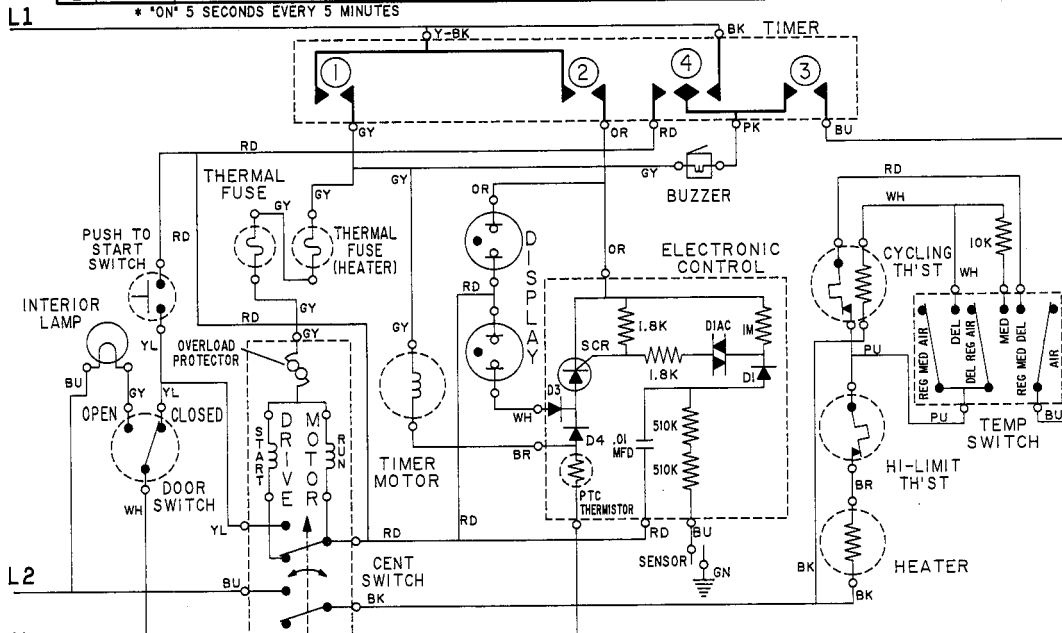 * "ON" 5 SECONDS EVERY 5 MINUTES
L1
Y-BK
BK
TIMER
1
2
4
3
GY
OR
RD
PK
BU
RD
GY
BUZZER
THERMAL
FUSE
GY
GY
GY
OR
RD
WH
THERMAL
FUSE
(HEATER)
PUSH TO
START
SWITCH
RD
DISPLAY
OR
ELECTRONIC
CONTROL
CYCLING
TH'ST
10K
WH
INTERIOR
LAMP
RD
GY
GY
OVERLOAD
PROTECTOR
GY
RD
1.8K
SCR
1.8K
DIAC
1M
D1
REG MED AIR
DEL
DEL REG AIR
MED
REG MED DEL
AIR
YL
PU
BU
GY
YL
OPEN
CLOSED
DRIVE
MOTOR
START
RUN
WH
D3
D4
BR
.01
MFD
510K
510K
PU
BU
TEMP
SWITCH
TIMER
MOTOR
HI-LIMIT
TH'ST
DOOR
SWITCH
WH
PTC
THERMISTOR
BR
YL
RD
RD
BU
SENSOR
GN
CENT
SWITCH
HEATER
L2
BU
BK
BK
BK